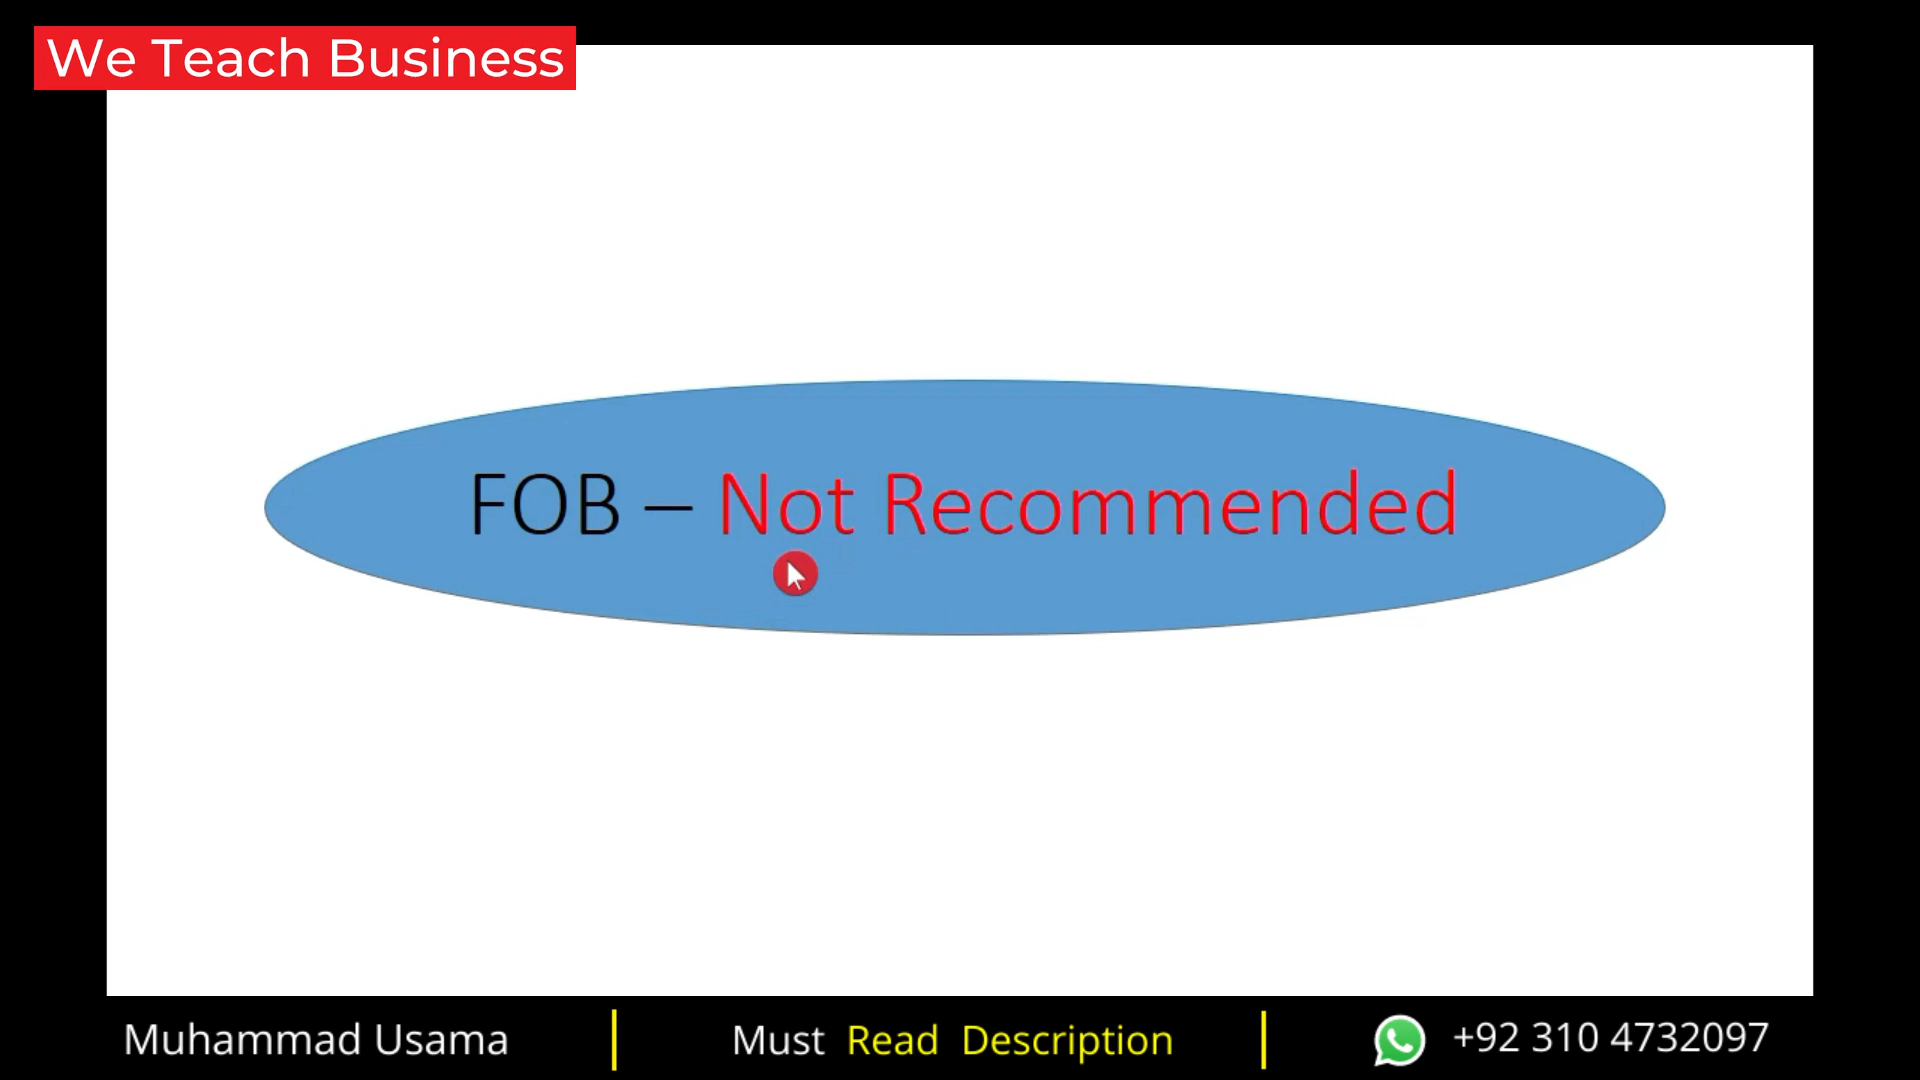 We Teach Business
FOB – Not Recommended
Muhammad Usama
Must Read Description
+92 310 4732097